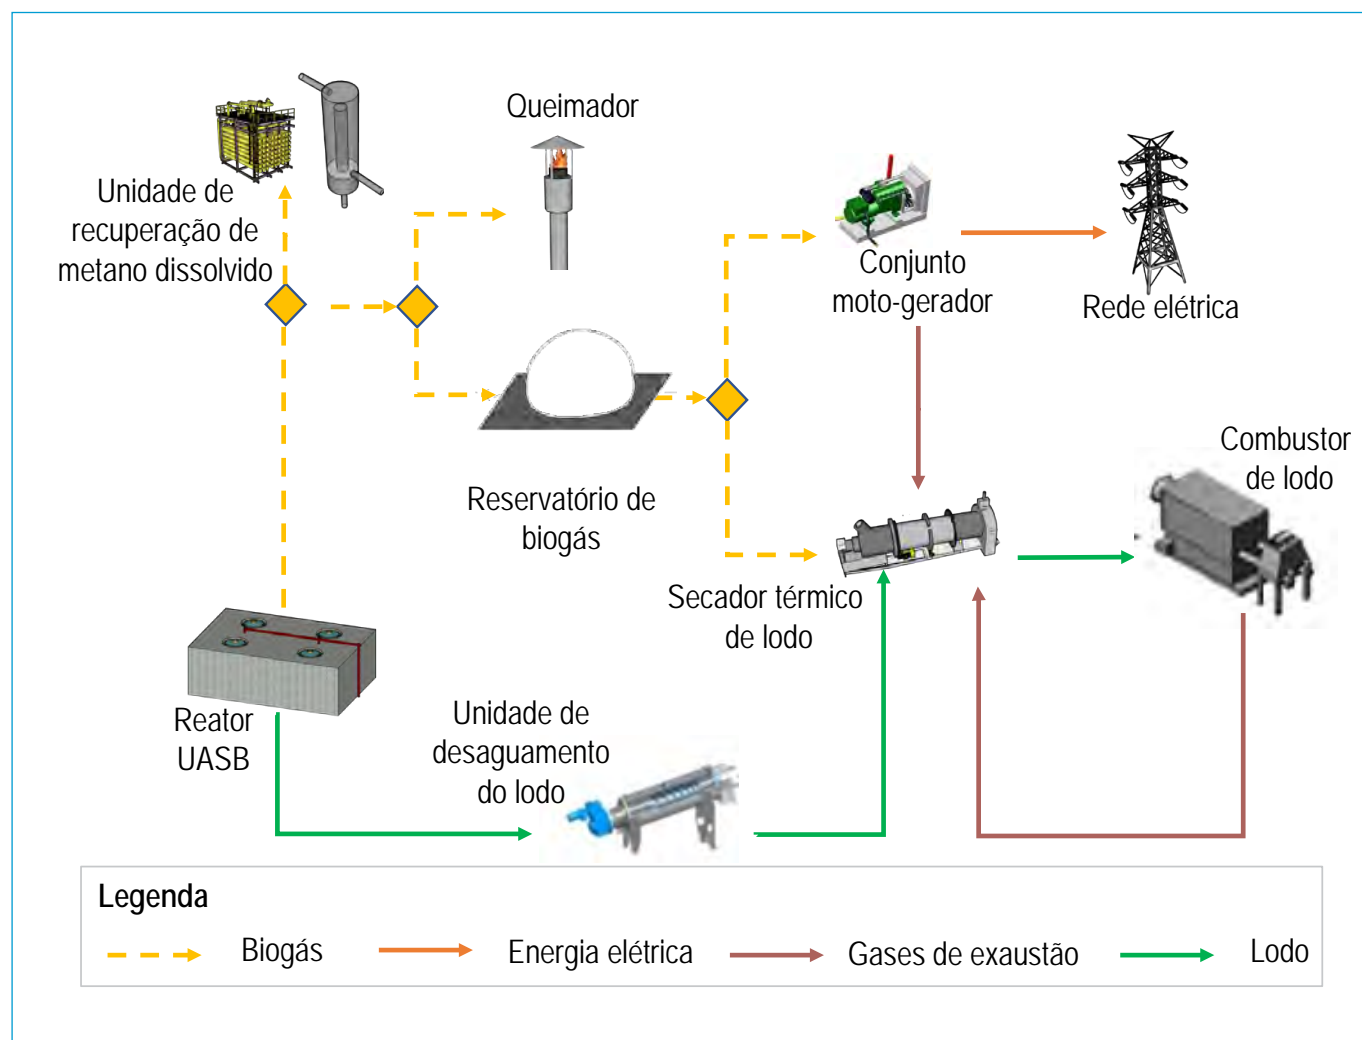 Queimador
Unidade de
recuperação de
metano dissolvido
Conjunto
moto-gerador
Rede elétrica
Reservatório de
biogás
Combustor
de lodo
Secador térmico
de lodo
Reator
UASB
Unidade de
desaguamento
do lodo
Legenda
Biogás
Energia elétrica
Gases de exaustão
Lodo